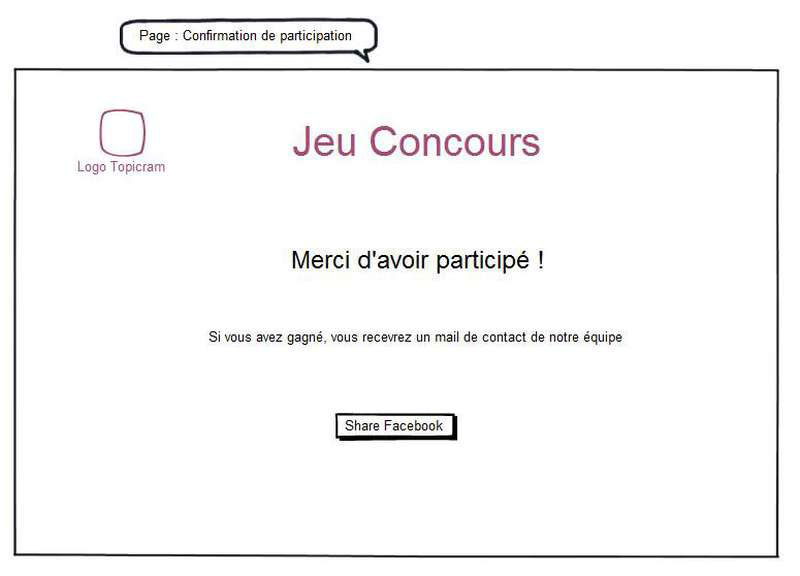 Page : Confirmation de participation
Jeu Concours
Logo Topicram
Merci d'avoir participé !
Si vous avez gagné, vous recevrez un mail de contact de notre équipe
Share Facebook